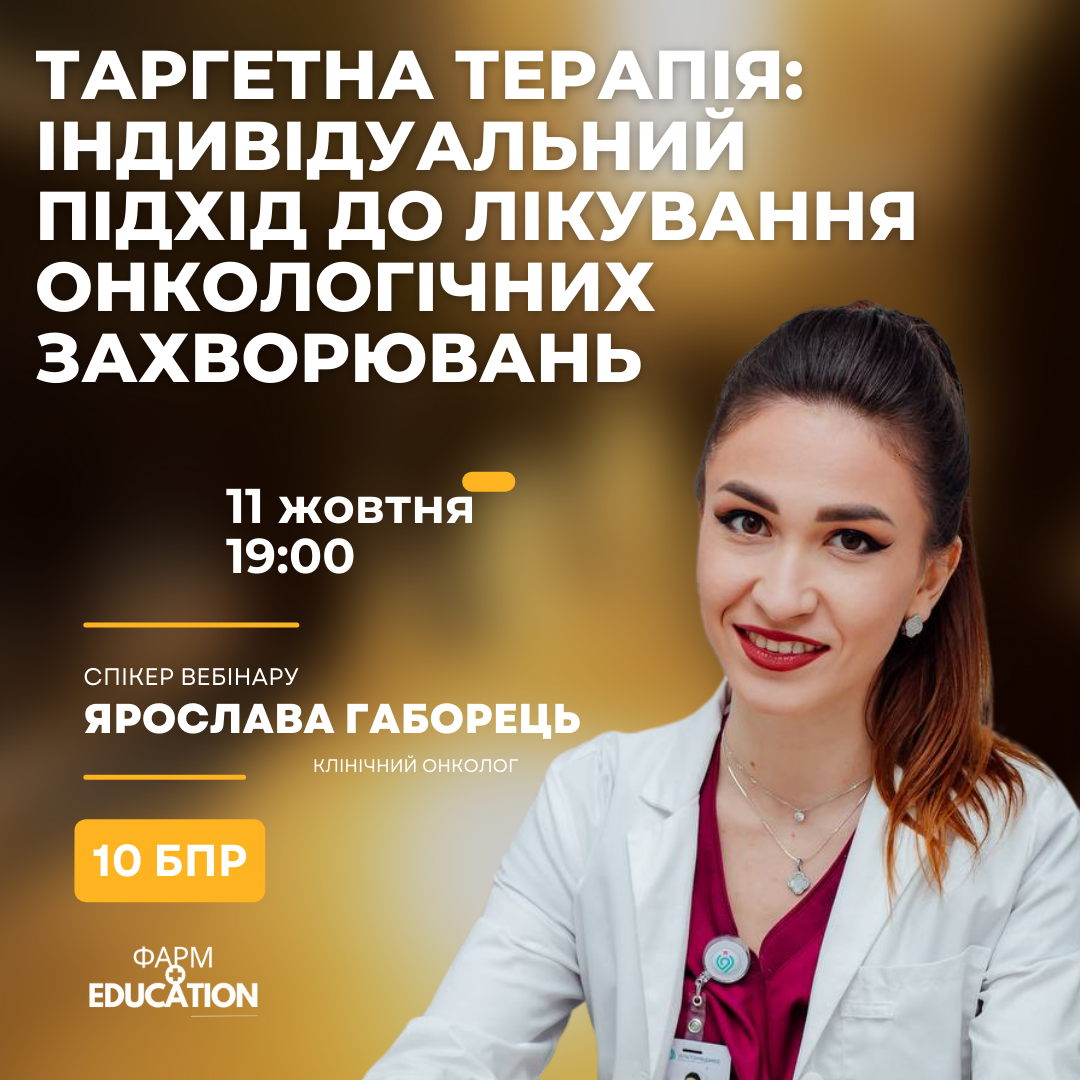 ТАРГЕТНА ТЕРАПІЯ:
ІНДИВІДУАЛЬНИЙ
ПІДХІД ДО ЛІКУВАННЯ
ОНКОЛОГІЧНИХ
ЗАХВОРЮВАНЬ
11 жовтня
19:00
СПІКЕР ВЕБІНАРУ
ЯРОСЛАВА ГАБОРЕЦЬ
КЛІНІЧНИЙ ОНКОЛОГ
10 БПР
ФАРМ
EDUCATION